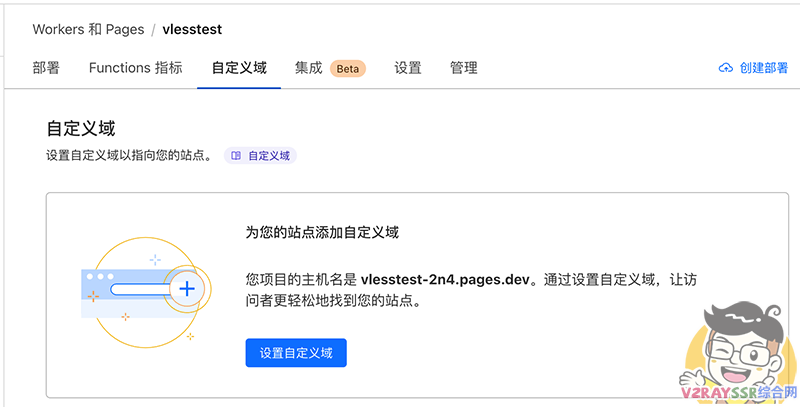 Workers 和 Pages / vlesstest
部署 Functions 指标 自定义域 集成 Beta 设置 管理 创建部署
自定义域
设置自定义域以指向您的站点。 自定义域
为您的站点添加自定义域
您项目的主机名是 vlesstest-2n4.pages.dev。通过设置自定义域，让访
问者更轻松地找到您的站点。
设置自定义域
V2RAYSSR综合网